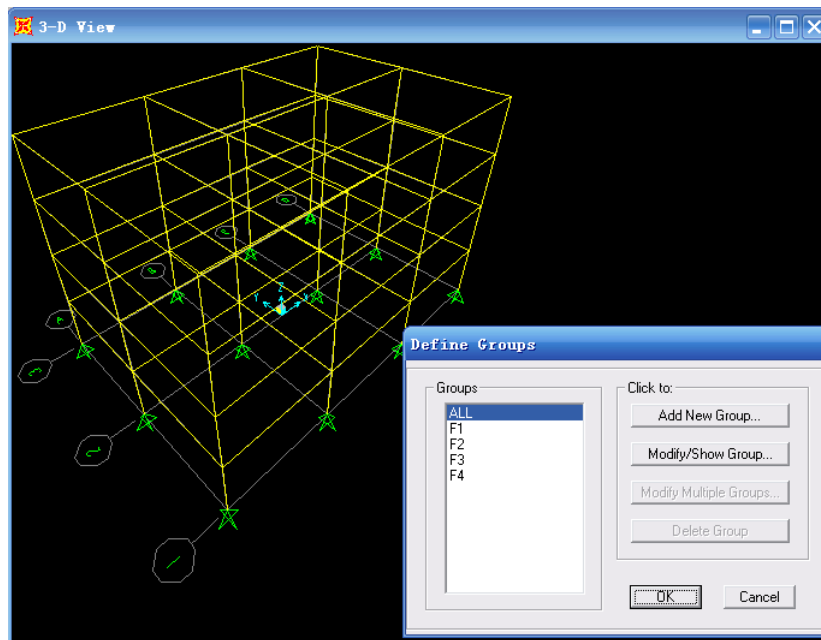 3-D View
Z
Y
X
Define Groups
Groups
Click to:
ALL
F1
F2
F3
F4
Add New Group...
Modify/Show Group...
Modify Multiple Groups...
Delete Group
OK
Cancel